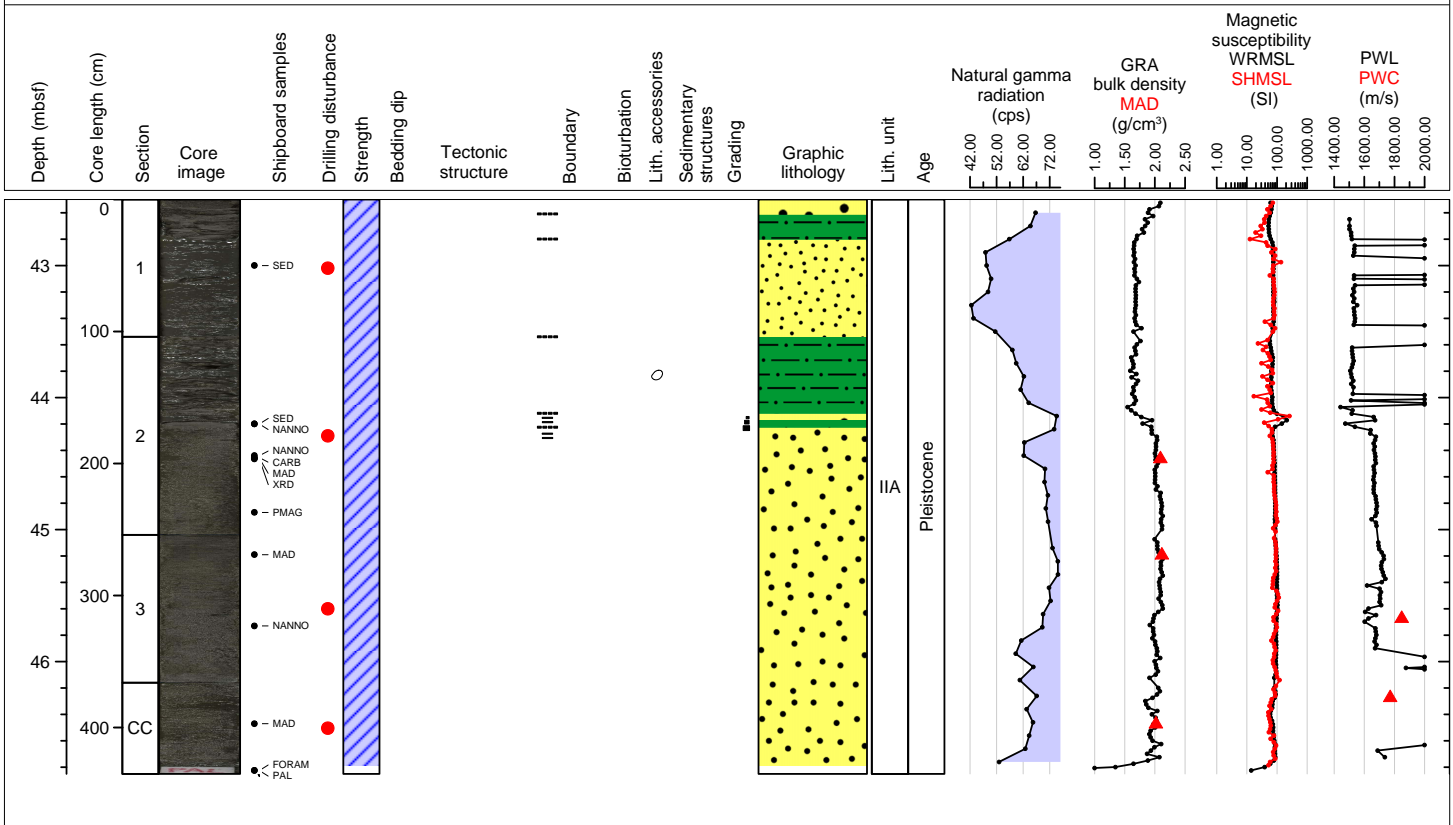 Depth (mbsf)
Core length (cm)
Section
Core
image
Shipboard samples
Drilling disturbance
Strength
Bedding dip
Tectonic
structure
Boundary
Bioturbation
Lith. accessories
Sedimentary
structures
Grading
Graphic
lithology
Lith. unit
Age
Natural gamma
radiation
(cps)
42.00 52.00 62.00 72.00
GRA
bulk density
MAD
(g/cm³)
1.00 1.50 2.00 2.50
Magnetic
susceptibility
WRMSL
SHMSL
(SI)
1.00 10.00 100.00 1000.00
PWL
PWC
(m/s)
1400.00 1600.00 1800.00 2000.00
43
44
45
46
0
100
200
300
400
1
2
3
CC
SED
SED
NANNO
NANNO
CARB
MAD
XRD
PMAG
MAD
NANNO
MAD
FORAM
PAL
IIA
Pleistocene